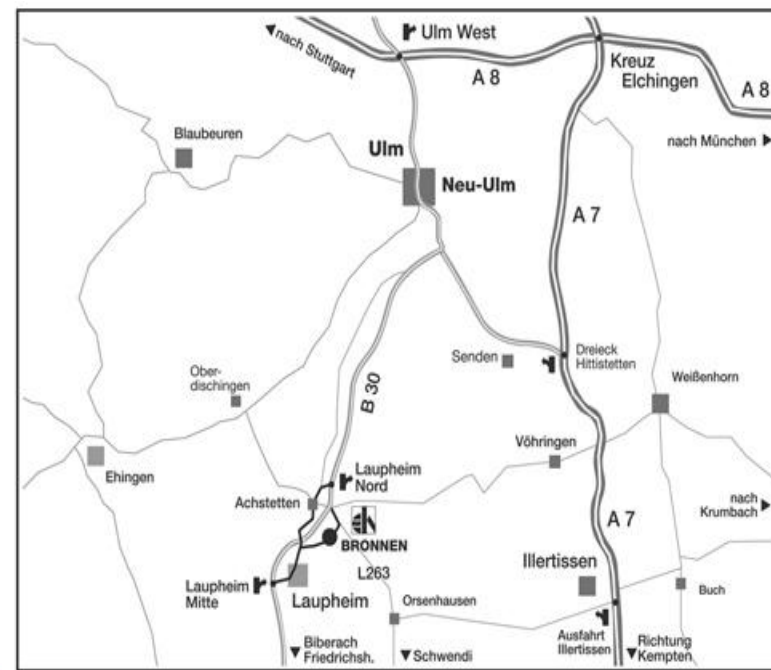 nach Stuttgart
Ulm West
A 8
Kreuz
Elchingen
A 8
nach München
Blaubeuren
Ulm
Neu-Ulm
A 7
Senden
Dreieck
Hittistetten
Weißenhorn
Ober-
dischingen
B 30
Ehingen
Vöhringen
Laupheim
Nord
Achstetten
nach
Krumbach
BRONNEN
A 7
L263
Illertissen
Laupheim
Mitte
Laupheim
Orsenhausen
Buch
Ausfahrt
Illertissen
Biberach
Friedrichsh.
Schwendi
Richtung
Kempten